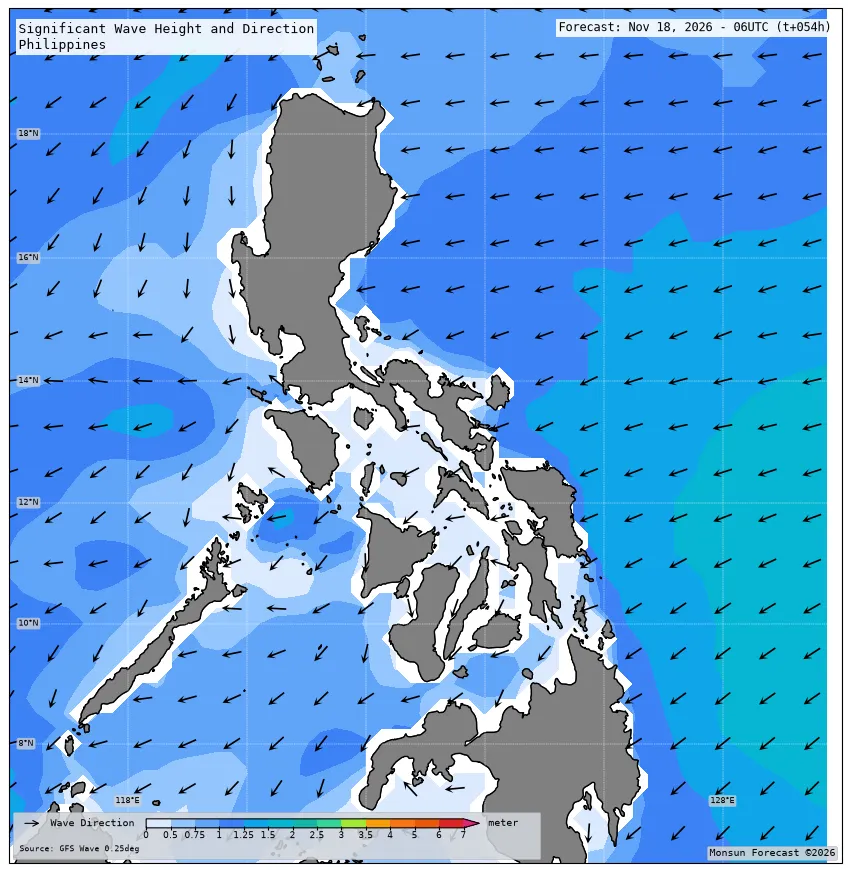 Significant Wave Height and Direction
Philippines
Forecast: Nov 18, 2026 - 06UTC (t+054h)
18°N
16°N
14°N
12°N
10°N
8°N
118°E
128°E
Wave Direction
0 0.5 0.75 1 1.25 1.5 2 2.5 3 3.5 4 5 6 7
meter
Source: GFS Wave 0.25deg
Monsun Forecast ©2026